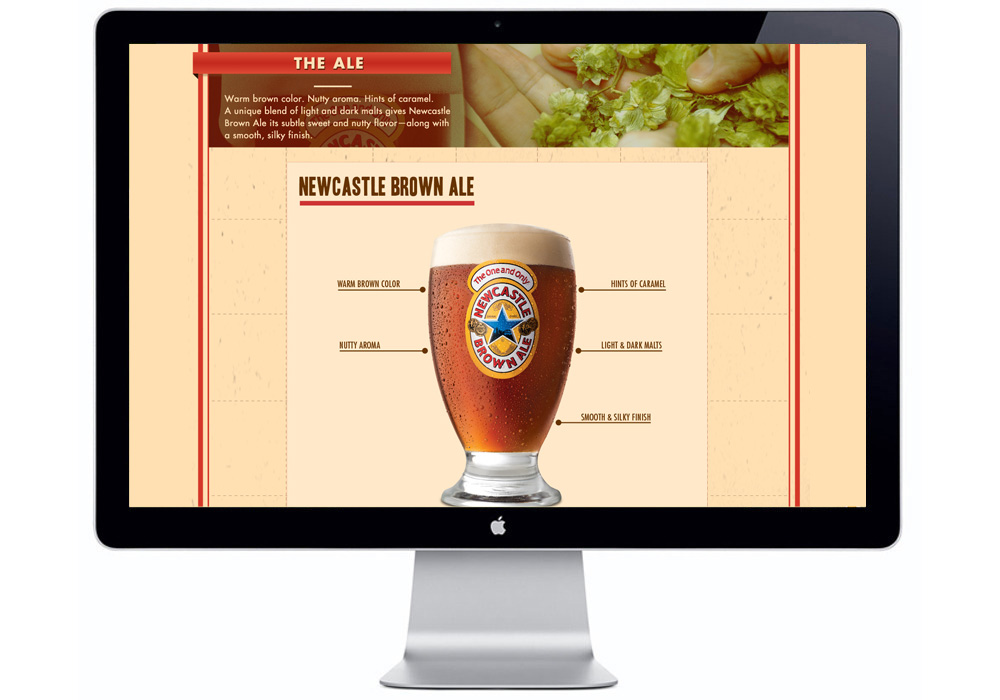 THE ALE
Warm brown color. Nutty aroma. Hints of caramel.
A unique blend of light and dark malts gives Newcastle
Brown Ale its subtle sweet and nutty flavor—along with
a smooth, silky finish.
NEWCASTLE BROWN ALE
The One and Only
NEWCASTLE
BROWN ALE
WARM BROWN COLOR
HINTS OF CARAMEL
NUTTY AROMA
LIGHT & DARK MALTS
SMOOTH & SILKY FINISH